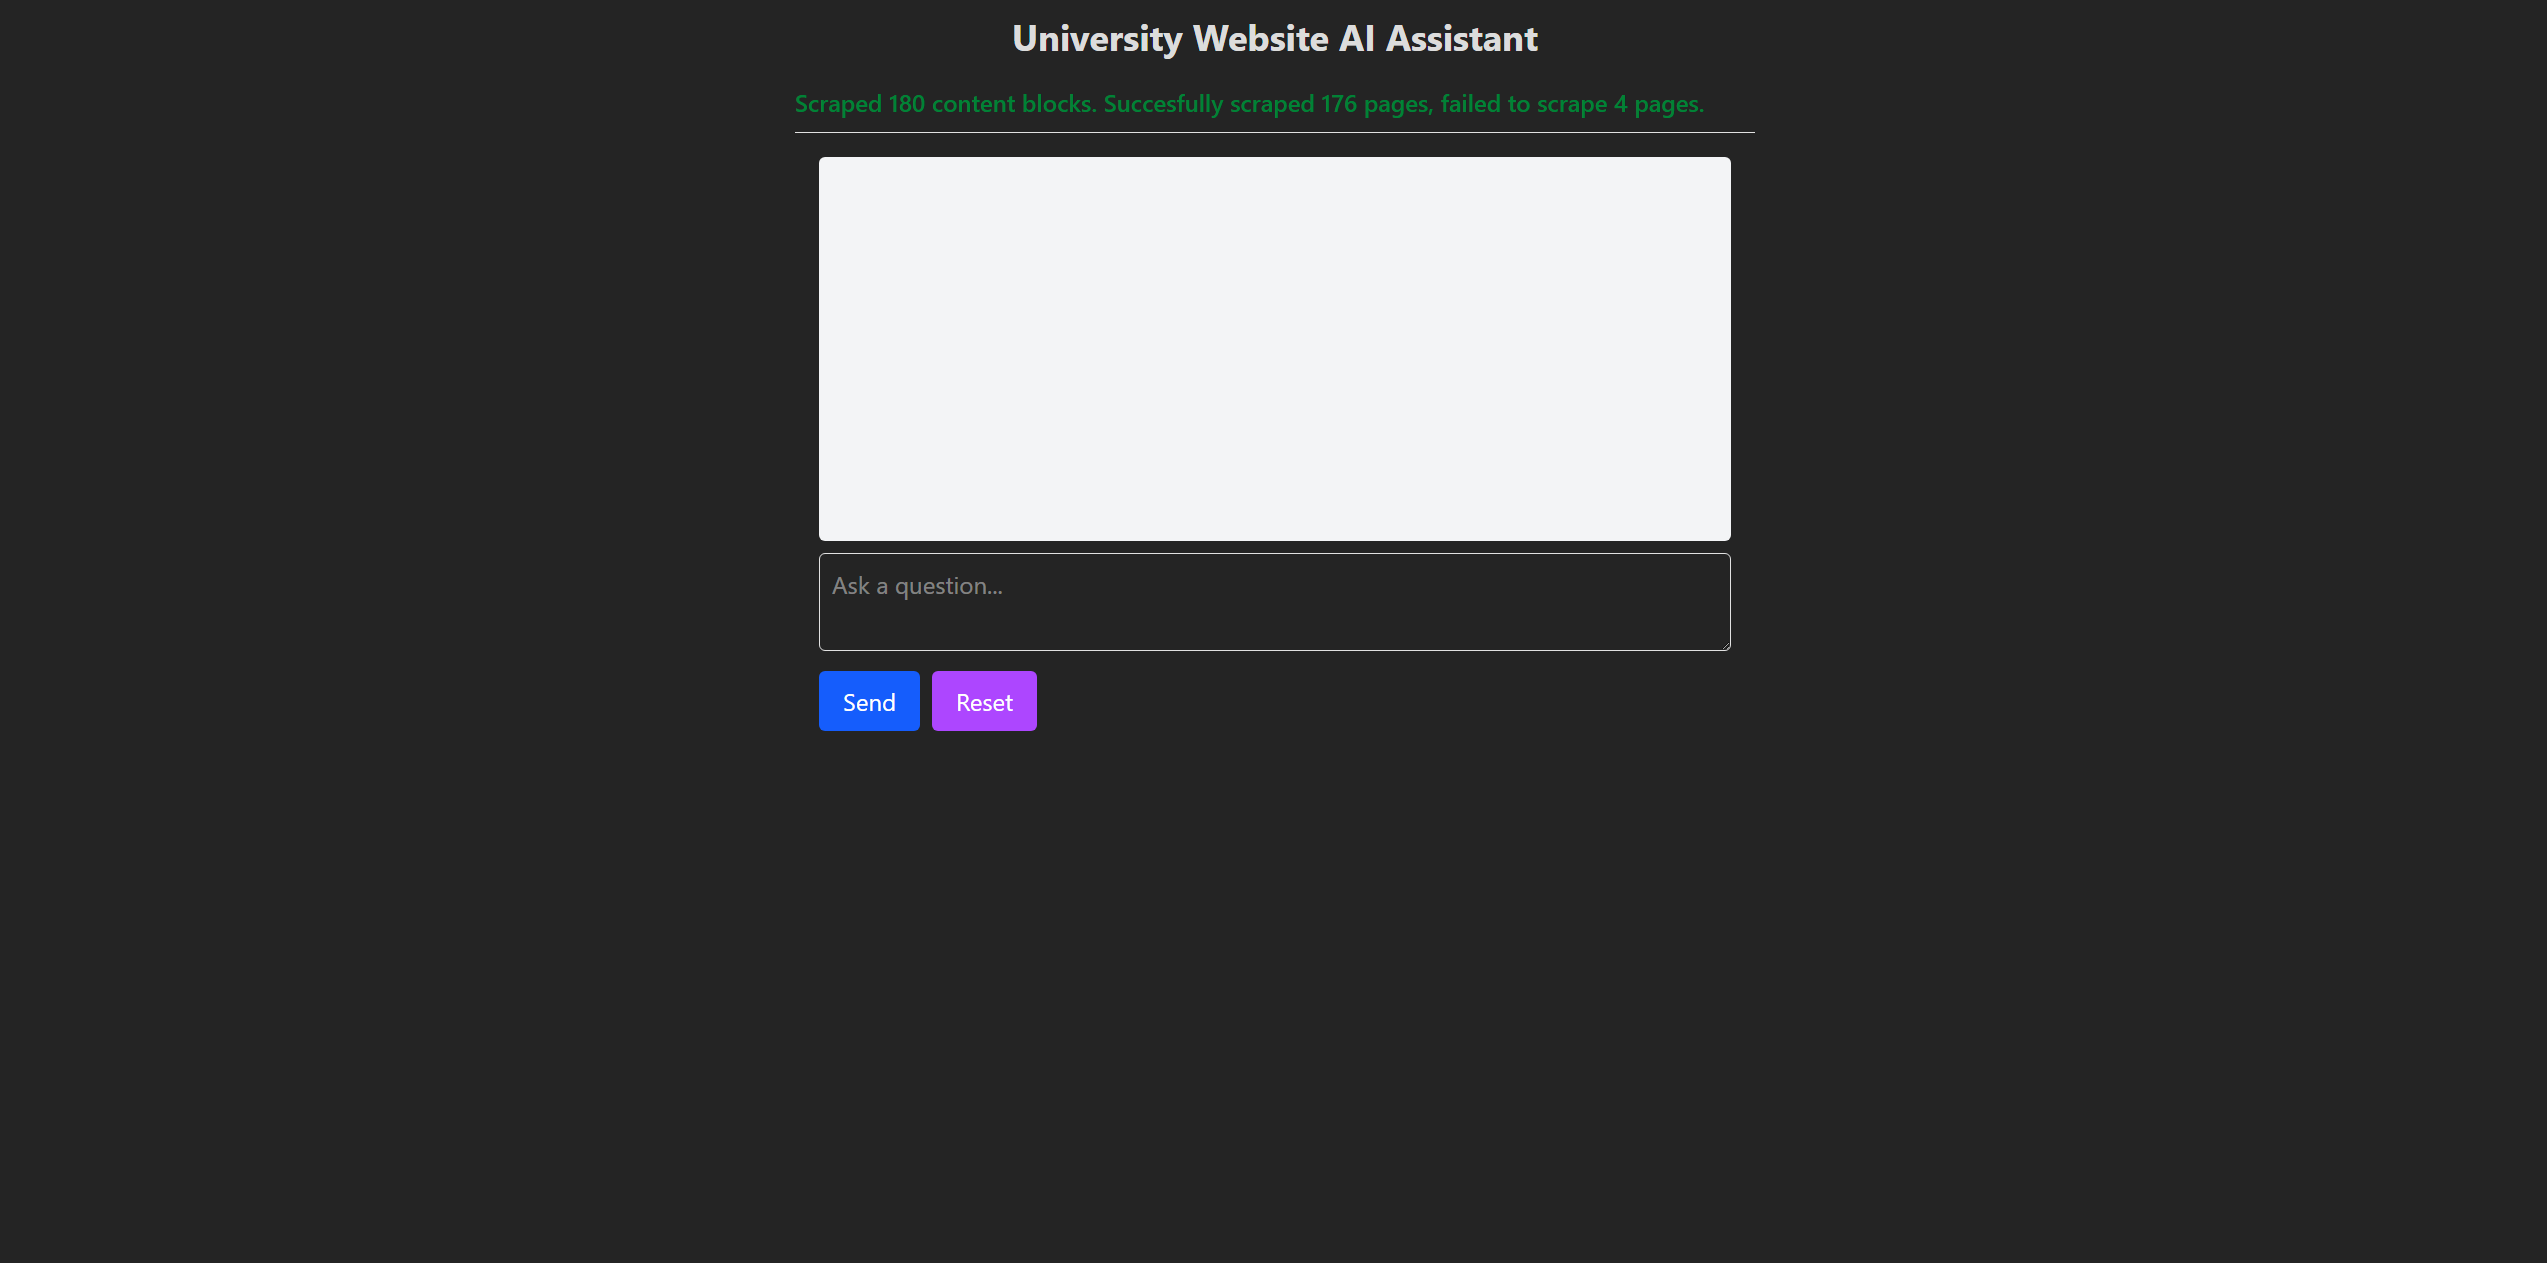 University Website AI Assistant
Scraped 180 content blocks. Succesfully scraped 176 pages, failed to scrape 4 pages.
Ask a question...
Send Reset